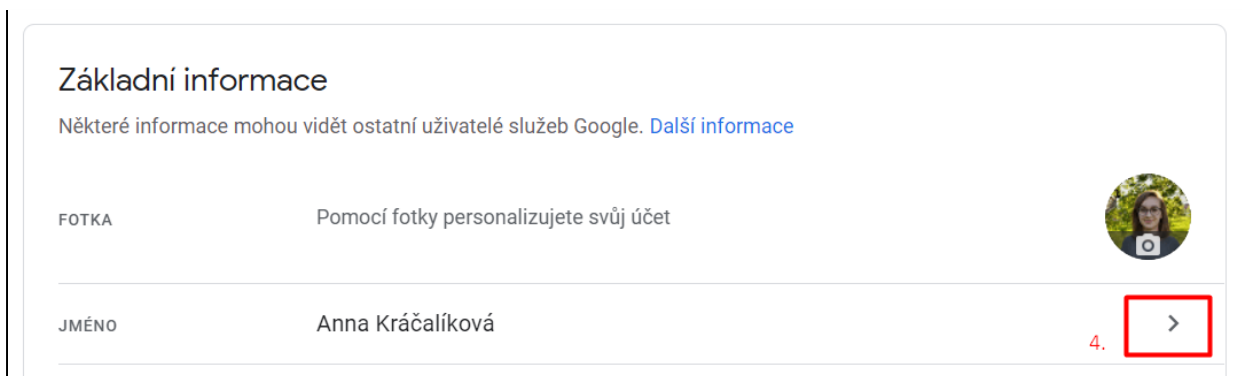 Základní informace
Některé informace mohou vidět ostatní uživatelé služeb Google. Další informace
FOTKA
Pomocí fotky personalizujete svůj účet
JMÉNO
Anna Kráčalíková
4.